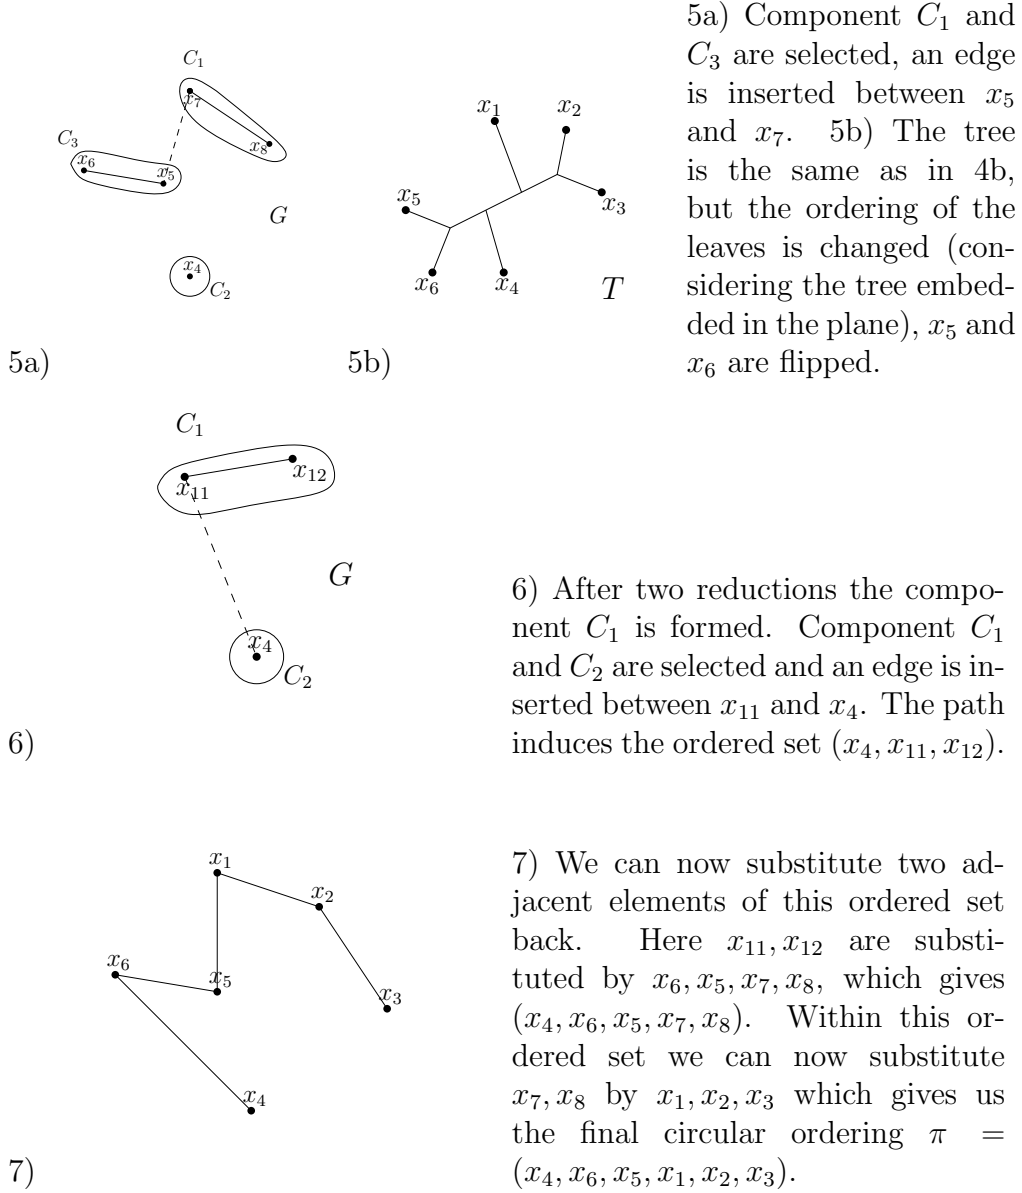 C₁
x₇
x₈
C₃
x₆
x₅
G
x₄
C₂
5a)
x₁
x₂
x₃
x₅
x₆
x₄
T
5b)
5a) Component C₁ and
C₃ are selected, an edge
is inserted between x₅
and x₇. 5b) The tree
is the same as in 4b,
but the ordering of the
leaves is changed (con-
sidering the tree embed-
ded in the plane), x₅ and
x₆ are flipped.
C₁
x₁₁
x₁₂
G
x₄
C₂
6)
6) After two reductions the compo-
nent C₁ is formed. Component C₁
and C₂ are selected and an edge is in-
serted between x₁₁ and x₄. The path
induces the ordered set (x₄, x₁₁, x₁₂).
x₁
x₂
x₆
x₅
x₃
x₄
7)
7) We can now substitute two ad-
jacent elements of this ordered set
back. Here x₁₁, x₁₂ are substi-
tuted by x₆, x₅, x₇, x₈, which gives
(x₄, x₆, x₅, x₇, x₈). Within this or-
dered set we can now substitute
x₇, x₈ by x₁, x₂, x₃ which gives us
the final circular ordering π =
(x₄, x₆, x₅, x₁, x₂, x₃).